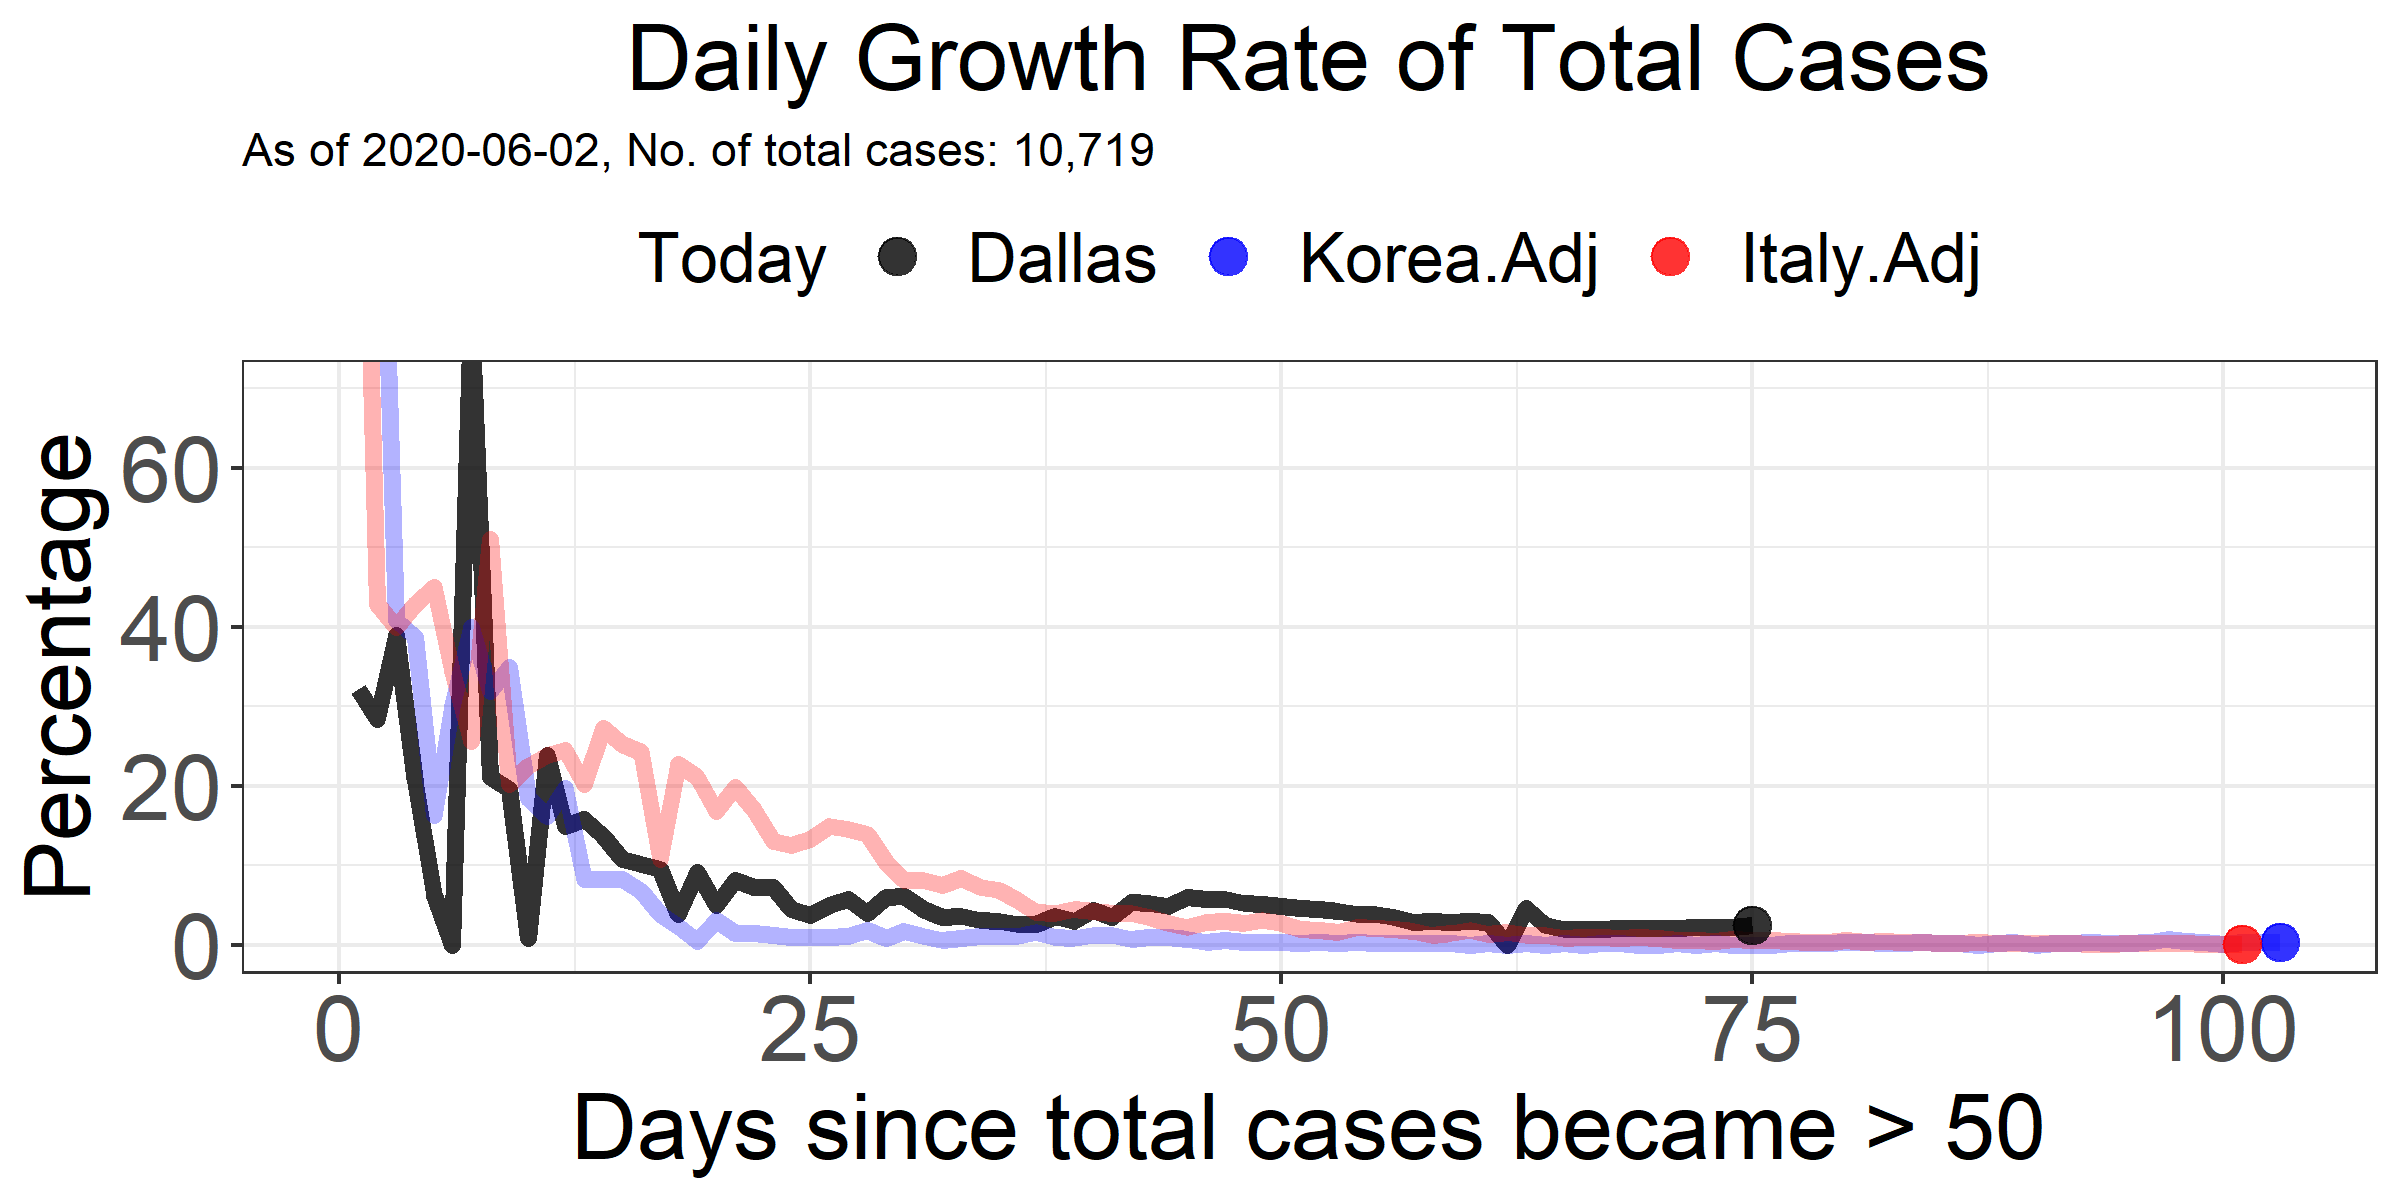 Daily Growth Rate of Total Cases
As of 2020-06-02, No. of total cases: 10,719
Today Dallas Korea.Adj Italy.Adj
Percentage
60
40
20
0
0 25 50 75 100
Days since total cases became > 50